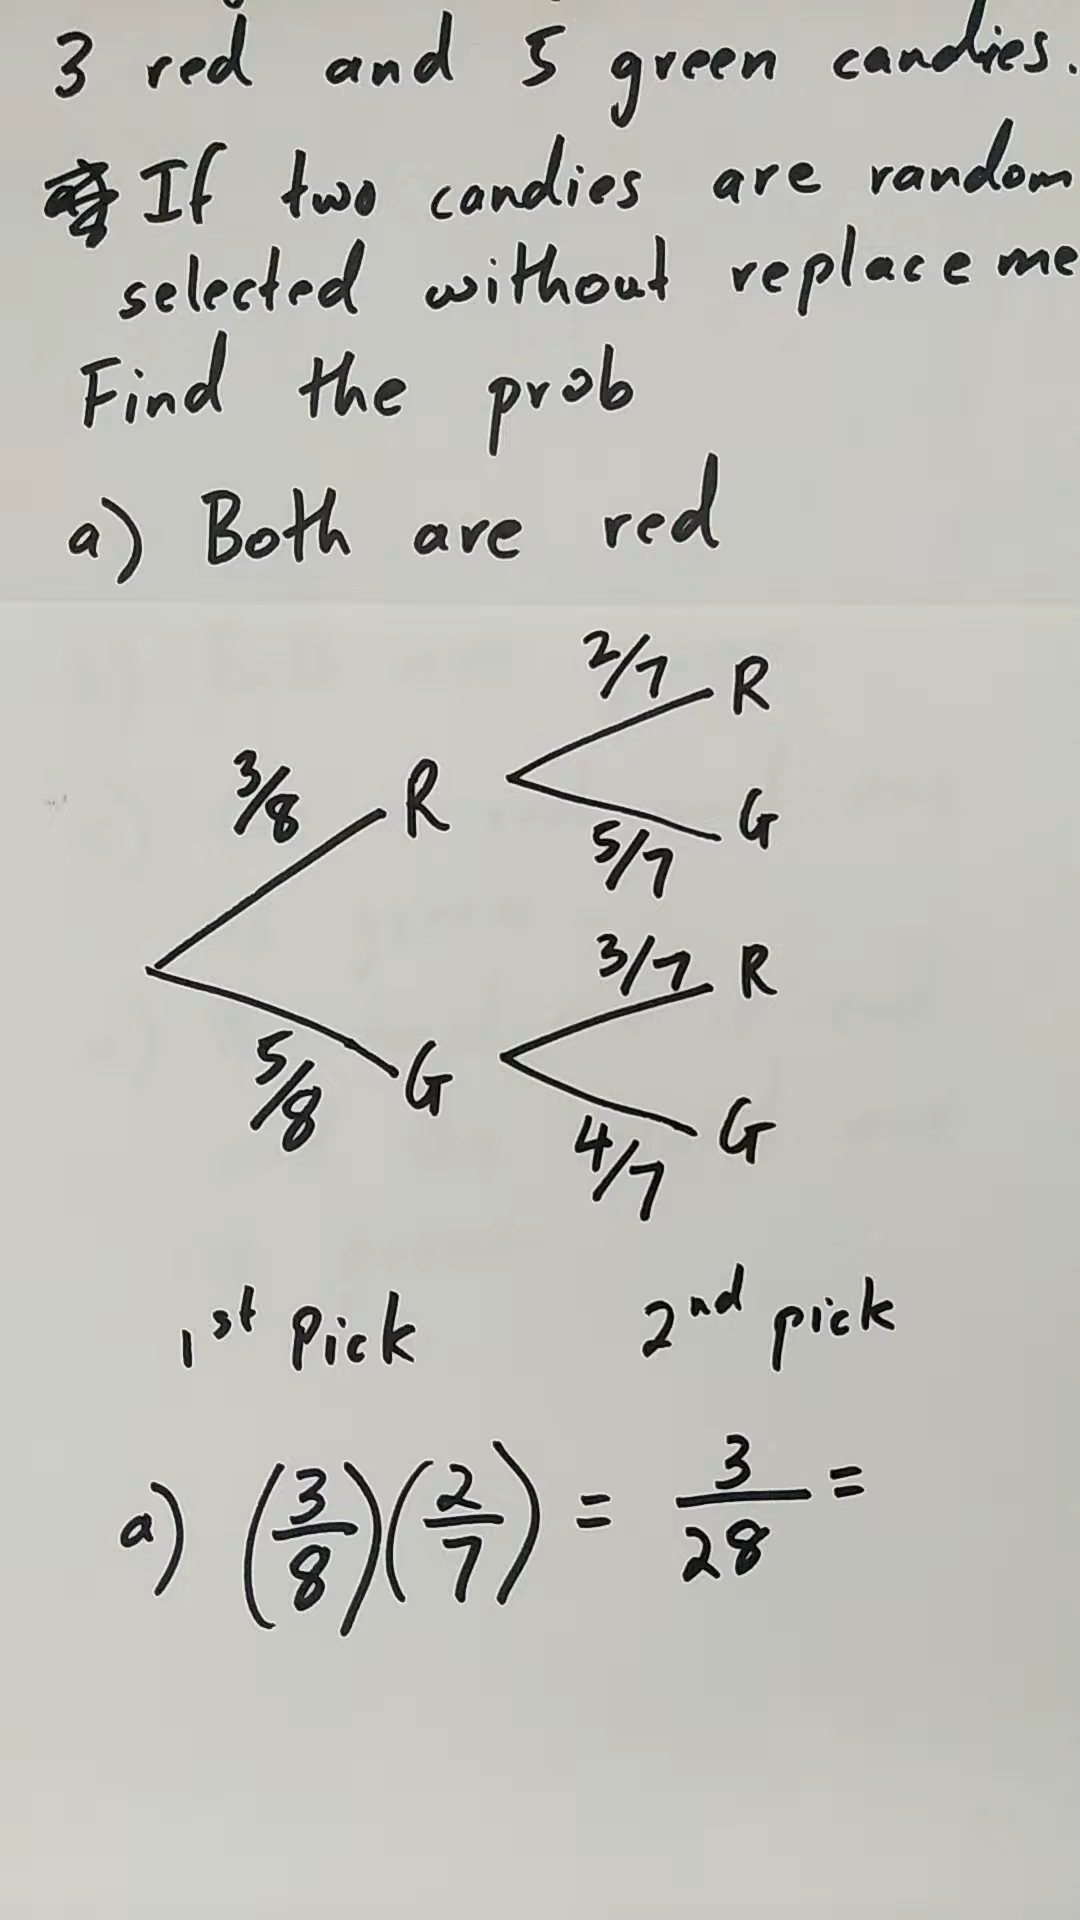 3 red and 5 green candies.
If two candies are random
selected without replaceme
Find the prob
a) Both are red
2/7 R
3/8 R
5/7 G
3/7 R
5/8 G
4/7 G
1st Pick 2nd pick
a) (3/8)(2/7) = 3/28 =